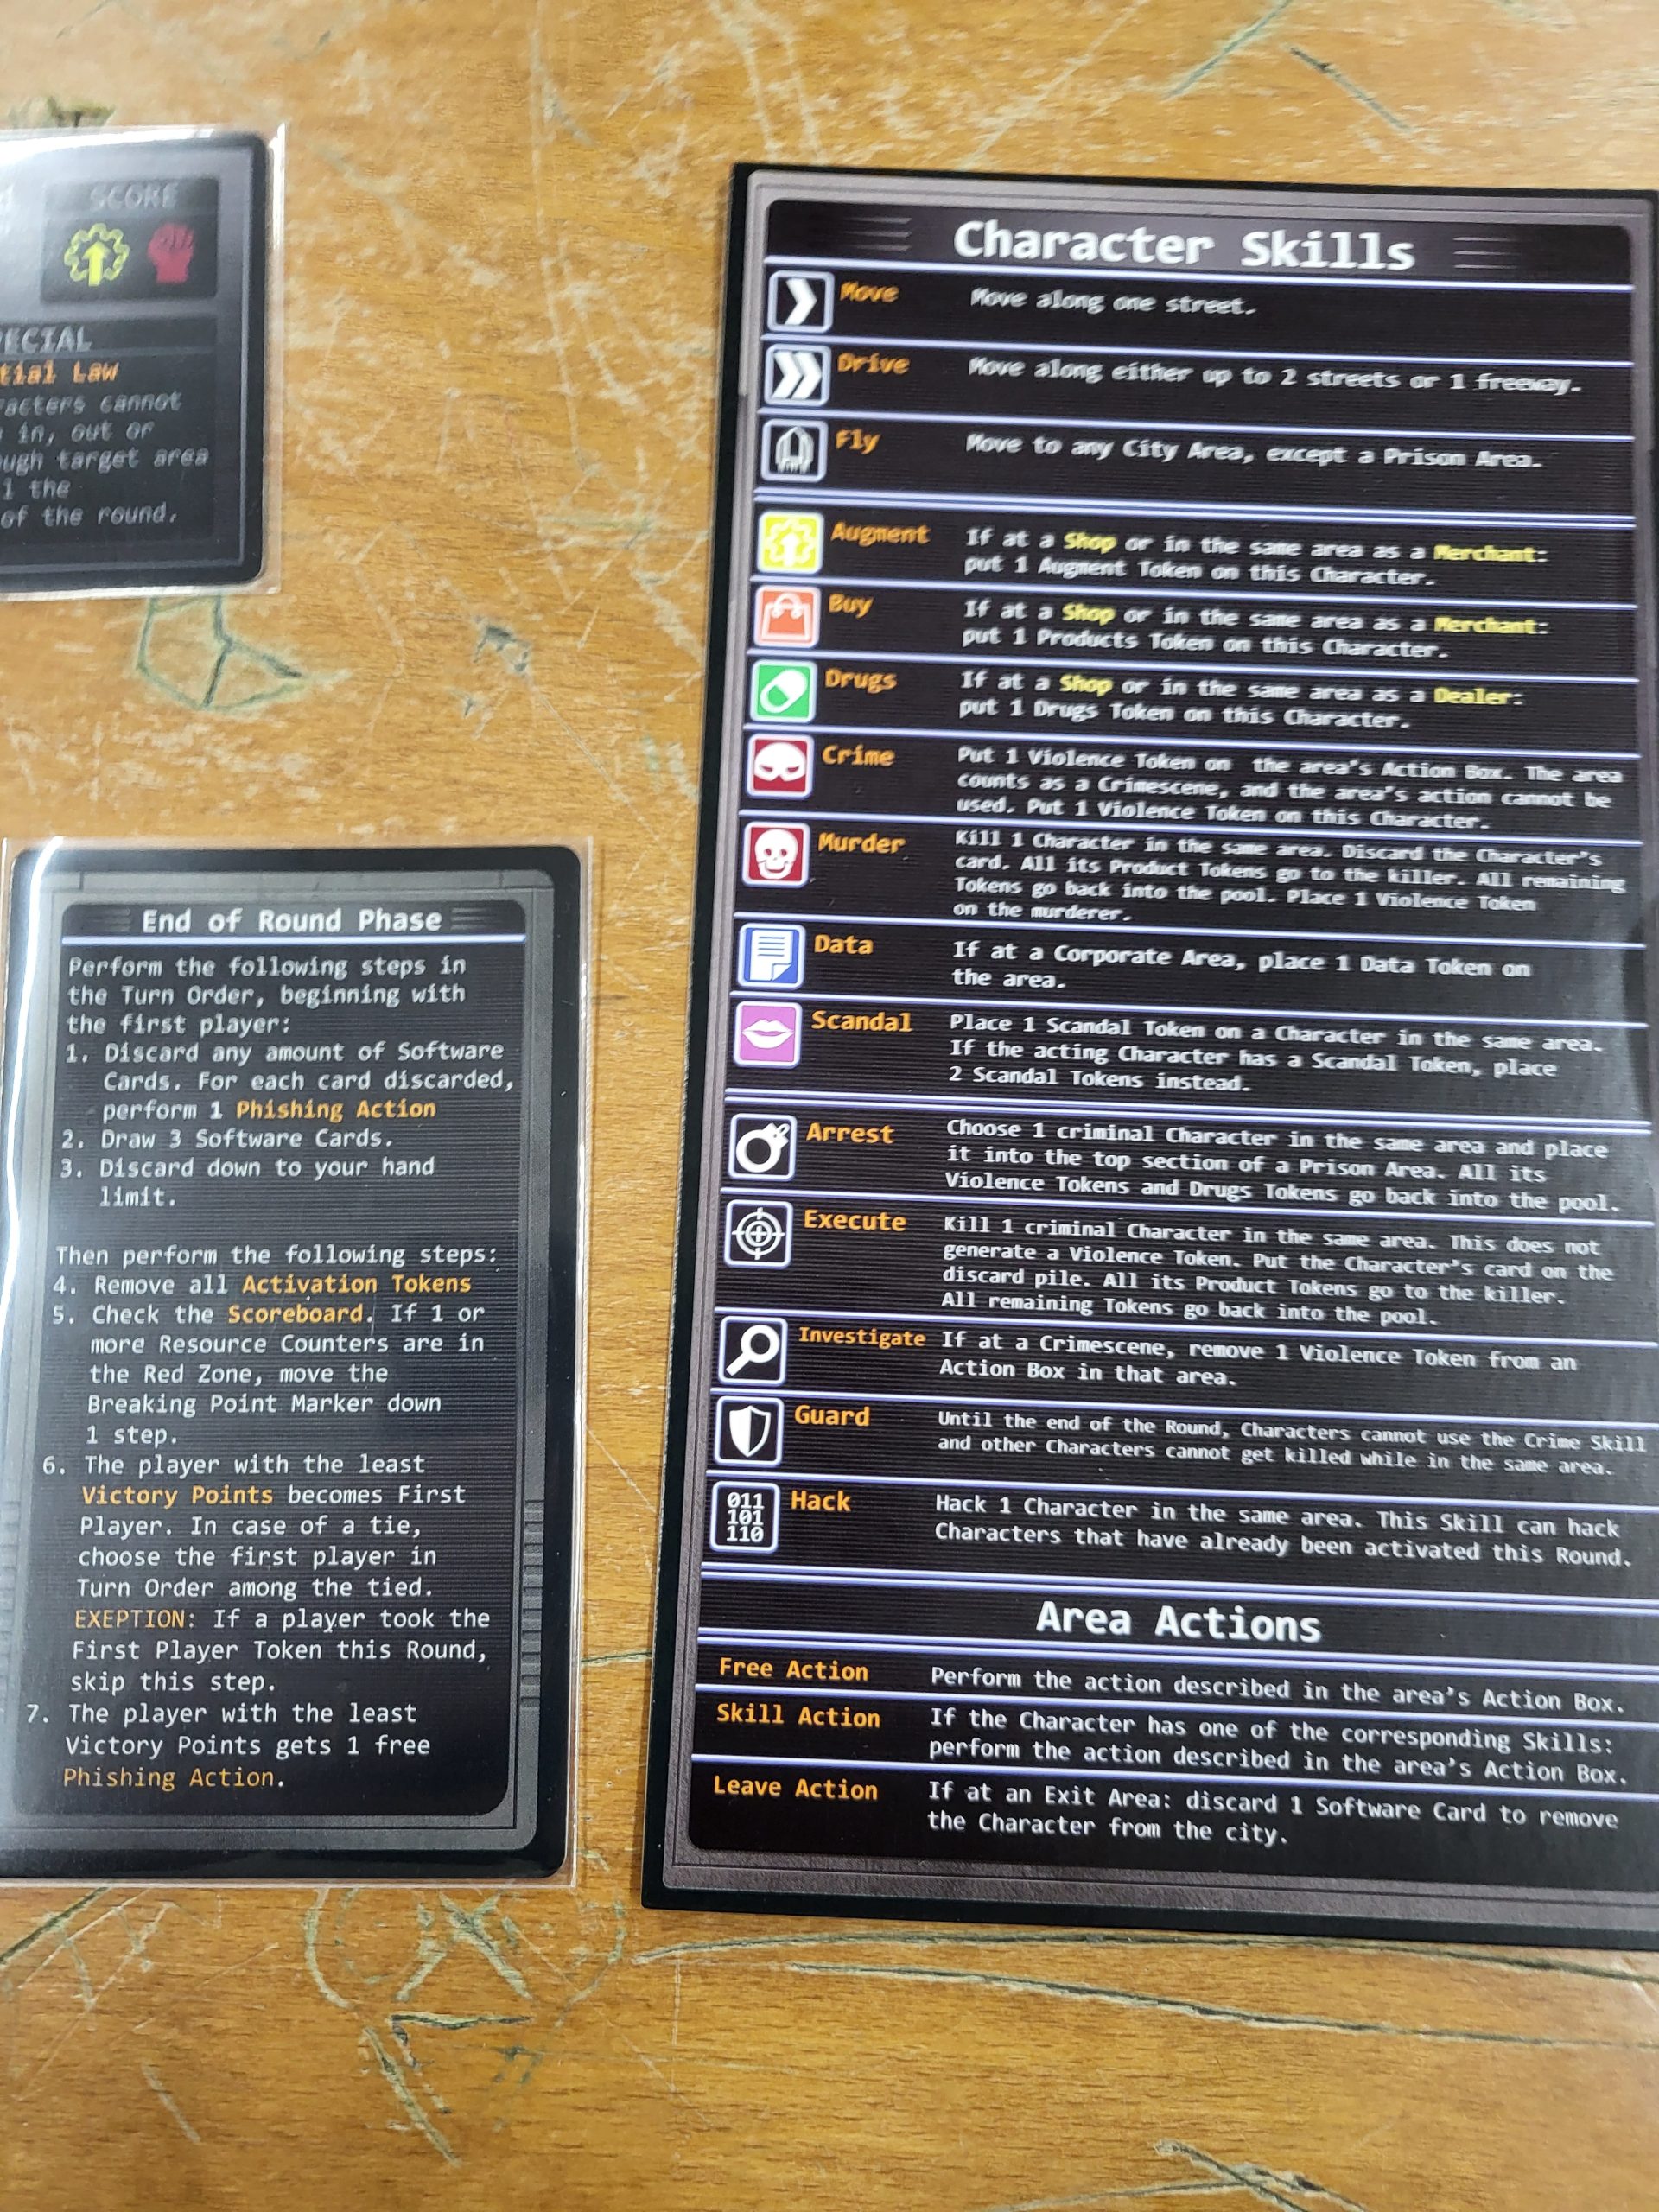 SCORE
ECIAL
tial Law
acters cannot
in, out or
ugh target area
l the
of the round.
End of Round Phase
Perform the following steps in
the Turn Order, beginning with
the first player:
1. Discard any amount of Software
Cards. For each card discarded,
perform 1 Phishing Action
2. Draw 3 Software Cards.
3. Discard down to your hand
limit.
Then perform the following steps:
4. Remove all Activation Tokens
5. Check the Scoreboard. If 1 or
more Resource Counters are in
the Red Zone, move the
Breaking Point Marker down
1 step.
6. The player with the least
Victory Points becomes First
Player. In case of a tie,
choose the first player in
Turn Order among the tied.
EXEPTION: If a player took the
First Player Token this Round,
skip this step.
7. The player with the least
Victory Points gets 1 free
Phishing Action.
Character Skills
Move Move along one street.
Drive Move along either up to 2 streets or 1 freeway.
Fly Move to any City Area, except a Prison Area.
Augment If at a Shop or in the same area as a Merchant:
put 1 Augment Token on this Character.
Buy If at a Shop or in the same area as a Merchant:
put 1 Products Token on this Character.
Drugs If at a Shop or in the same area as a Dealer:
put 1 Drugs Token on this Character.
Crime Put 1 Violence Token on the area's Action Box. The area
counts as a Crimescene, and the area's action cannot be
used. Put 1 Violence Token on this Character.
Murder Kill 1 Character in the same area. Discard the Character's
card. All its Product Tokens go to the killer. All remaining
Tokens go back into the pool. Place 1 Violence Token
on the murderer.
Data If at a Corporate Area, place 1 Data Token on
the area.
Scandal Place 1 Scandal Token on a Character in the same area.
If the acting Character has a Scandal Token, place
2 Scandal Tokens instead.
Arrest Choose 1 criminal Character in the same area and place
it into the top section of a Prison Area. All its
Violence Tokens and Drugs Tokens go back into the pool.
Execute Kill 1 criminal Character in the same area. This does not
generate a Violence Token. Put the Character's card on the
discard pile. All its Product Tokens go to the killer.
All remaining Tokens go back into the pool.
Investigate If at a Crimescene, remove 1 Violence Token from an
Action Box in that area.
Guard Until the end of the Round, Characters cannot use the Crime Skill
and other Characters cannot get killed while in the same area.
011
101
110
Hack Hack 1 Character in the same area. This Skill can hack
Characters that have already been activated this Round.
Area Actions
Free Action Perform the action described in the area's Action Box.
Skill Action If the Character has one of the corresponding Skills:
perform the action described in the area's Action Box.
Leave Action If at an Exit Area: discard 1 Software Card to remove
the Character from the city.